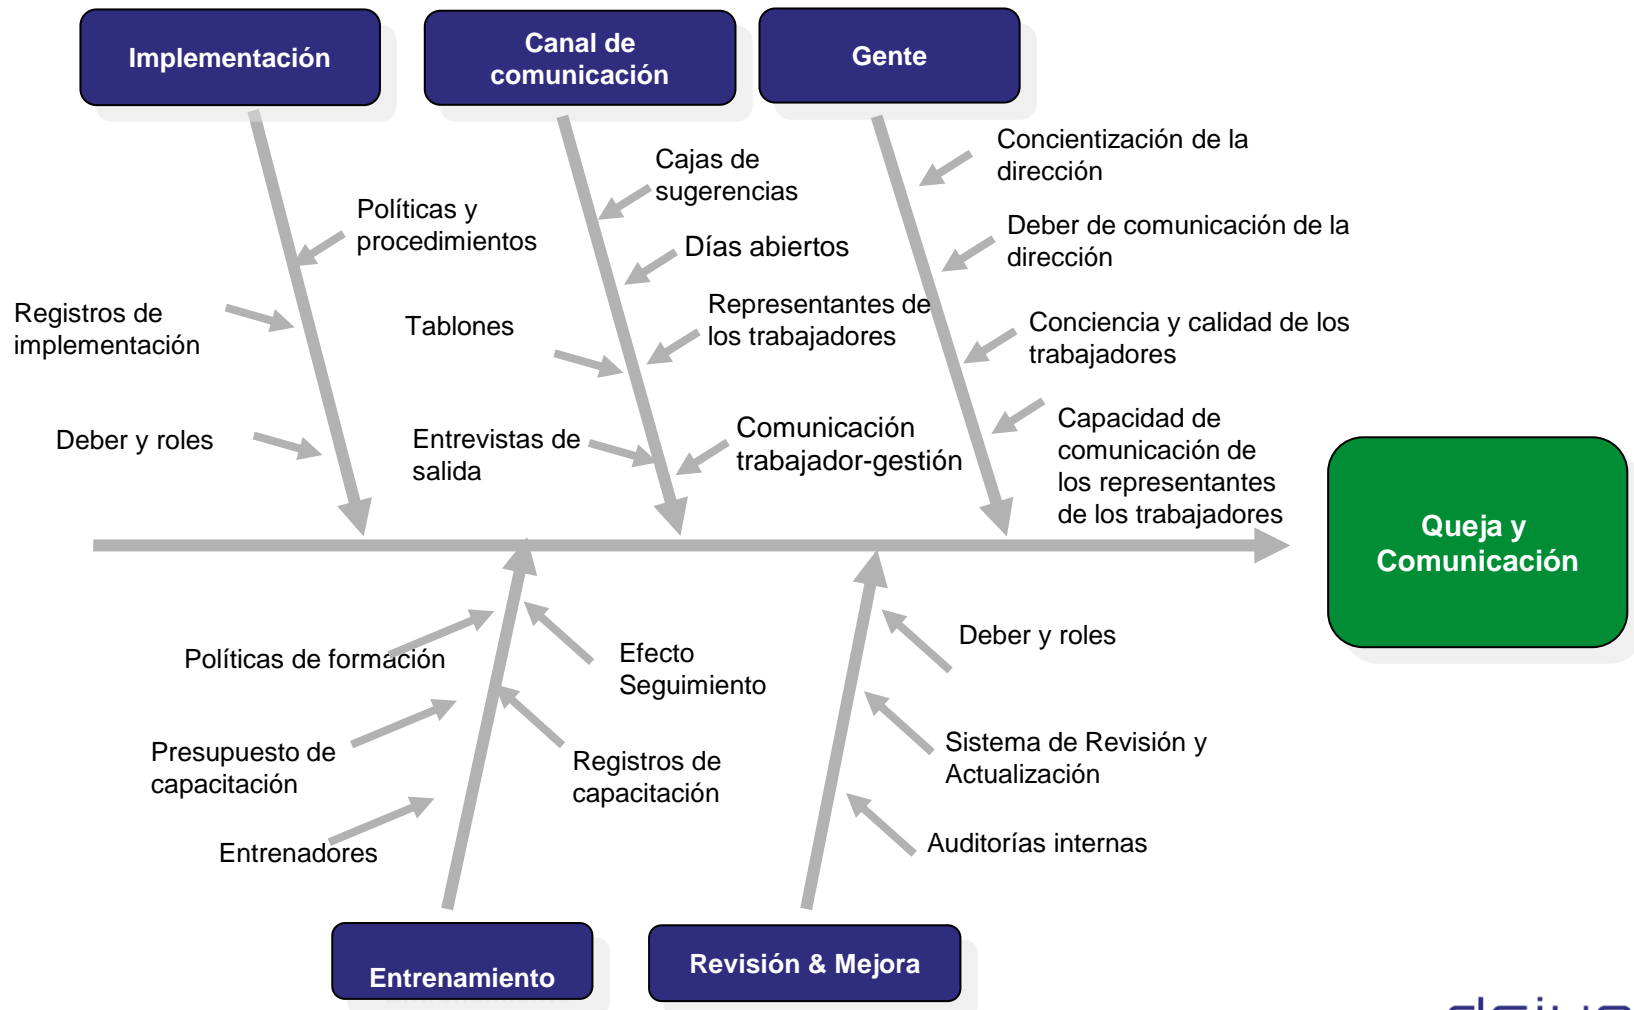 Implementación
Canal de
comunicación
Gente
Concientización de la
dirección
Cajas de
sugerencias
Políticas y
procedimientos
Deber de comunicación de la
dirección
Días abiertos
Registros de
implementación
Tablones
Representantes de
los trabajadores
Conciencia y calidad de los
trabajadores
Deber y roles
Entrevistas de
salida
Comunicación
trabajador-gestión
Capacidad de
comunicación de
los representantes
de los trabajadores
Queja y
Comunicación
Políticas de formación
Efecto
Seguimiento
Deber y roles
Presupuesto de
capacitación
Registros de
capacitación
Sistema de Revisión y
Actualización
Entrenadores
Auditorías internas
Entrenamiento
Revisión & Mejora